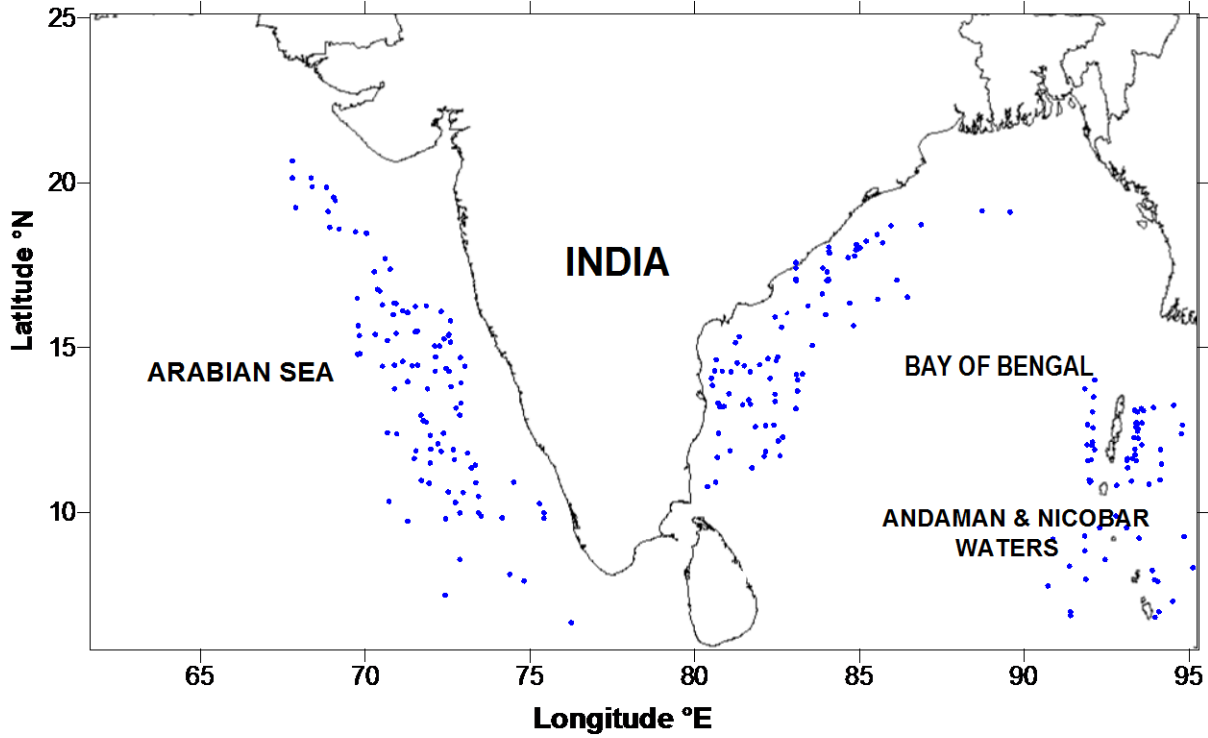 25
20
INDIA
Latitude °N
15
ARABIAN SEA
BAY OF BENGAL
10
ANDAMAN & NICOBAR
WATERS
65
70
75
80
85
90
95
Longitude °E